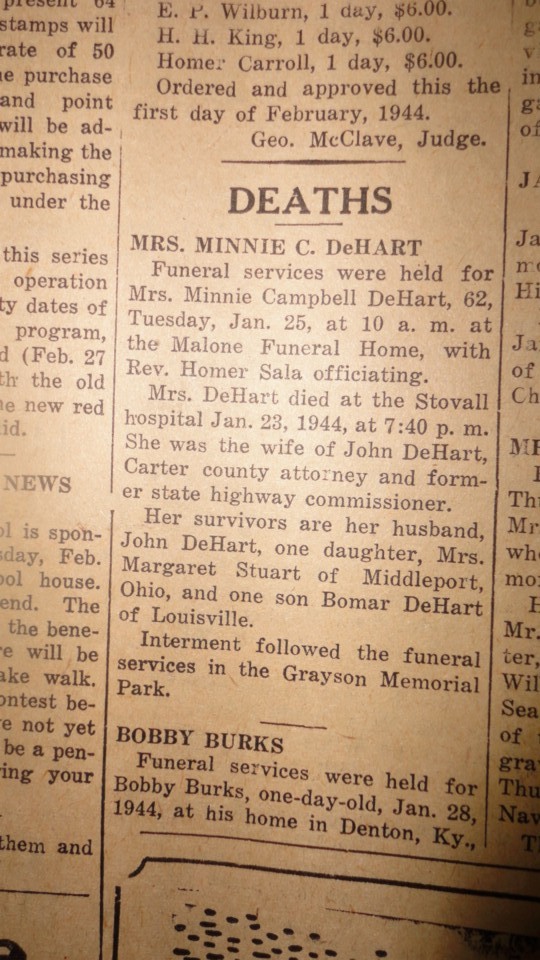 present 64
stamps will
rate of 50
purchase
and point
will be ad-
making the
purchasing
under the
this series
operation
dates of
program,
(Feb. 27
the old
new red
NEWS
is spon-
Feb.
house.
The
the bene-
will be
walk.
be-
not yet
be a pen-
your
them and
E. P. Wilburn, 1 day, $6.00.
H. H. King, 1 day, $6.00.
Homer Carroll, 1 day, $6.00.
Ordered and approved this the
first day of February, 1944.
Geo. McClave, Judge.
DEATHS
MRS. MINNIE C. DeHART
Funeral services were held for
Mrs. Minnie Campbell DeHart, 62,
Tuesday, Jan. 25, at 10 a. m. at
the Malone Funeral Home, with
Rev. Homer Sala officiating.
Mrs. DeHart died at the Stovall
hospital Jan. 23, 1944, at 7:40 p. m.
She was the wife of John DeHart,
Carter county attorney and form-
er state highway commissioner.
Her survivors are her husband,
John DeHart, one daughter, Mrs.
Margaret Stuart of Middleport,
Ohio, and one son Bomar DeHart
of Louisville.
Interment followed the funeral
services in the Grayson Memorial
Park.
BOBBY BURKS
Funeral services were held for
Bobby Burks, one-day-old, Jan. 28,
1944, at his home in Denton, Ky.,